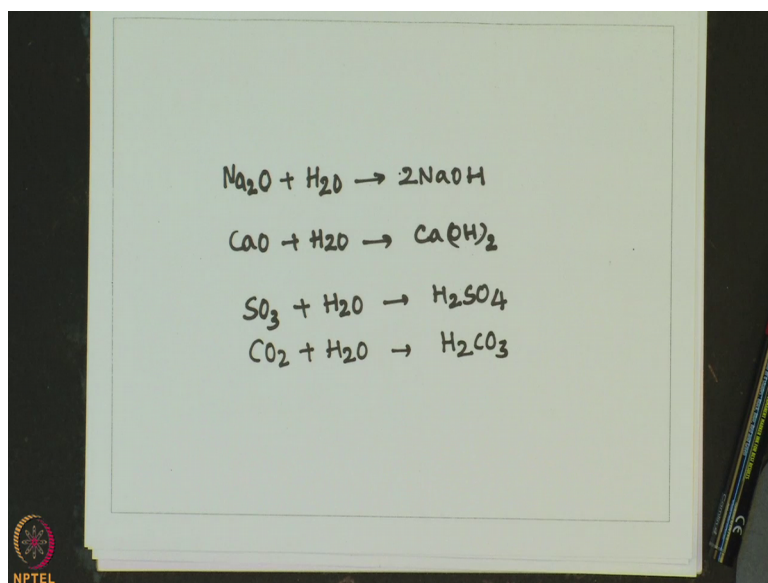 Na₂O + H₂O → 2NaOH
CaO + H₂O → Ca(OH)₂
SO₃ + H₂O → H₂SO₄
CO₂ + H₂O → H₂CO₃
NPTEL